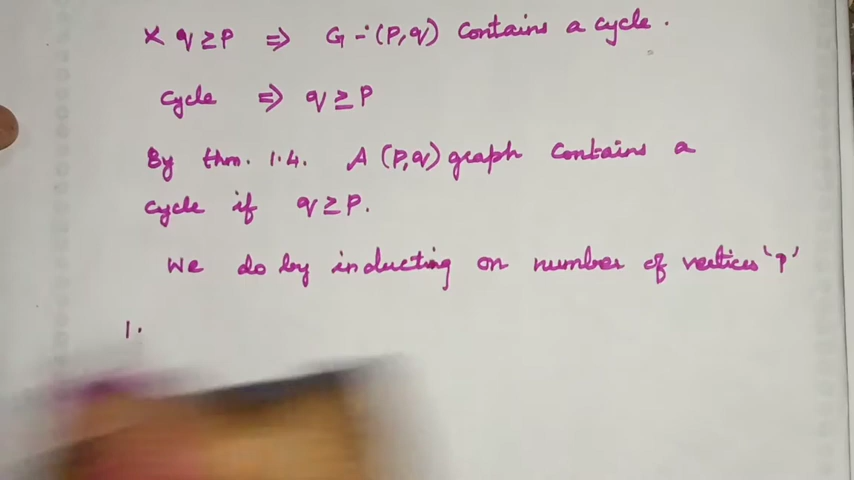 × q ≥ P ⇒ G - (P, q) Contains a cycle.
Cycle ⇒ q ≥ P
By thm. 1.4. A (P, q) graph Contains a
cycle if q ≥ P.
We do by inducting on number of vertices 'P'
1.